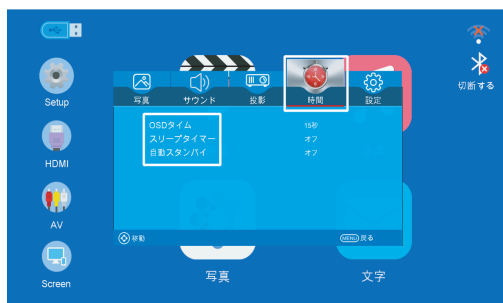 切断する
Setup
HDMI
AV
Screen
写真 サウンド 投影 時間 設定
OSDタイム 15秒
スリープタイマー オフ
自動スタンバイ オフ
移動 MENU 戻る
写真 文字